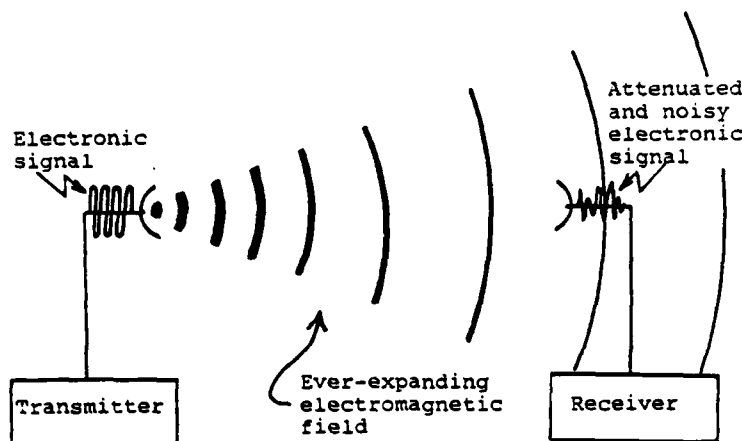 Electronic
signal
Attenuated
and noisy
electronic
signal
Ever-expanding
electromagnetic
field
Transmitter
Receiver